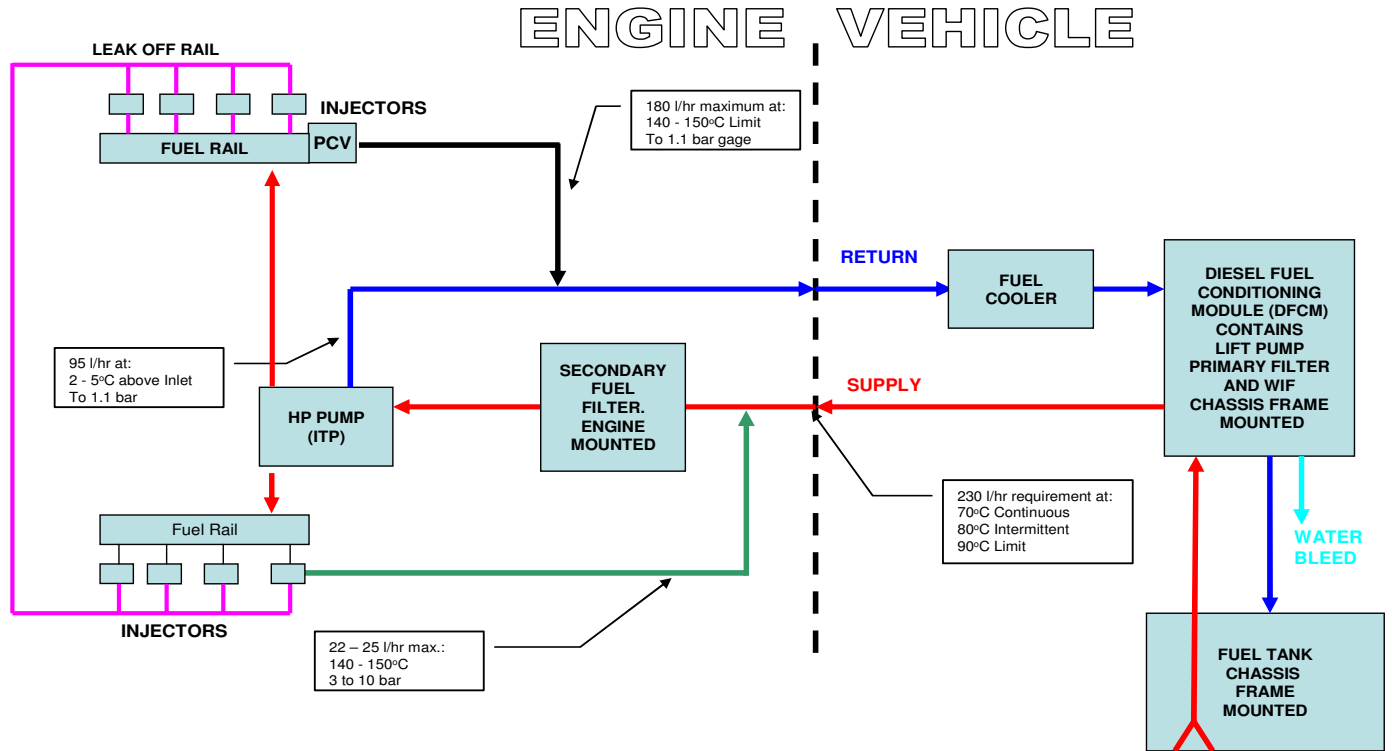 ENGINE VEHICLE
LEAK OFF RAIL
INJECTORS
FUEL RAIL
PCV
180 l/hr maximum at:
140 - 150ºC Limit
To 1.1 bar gage
RETURN
FUEL
COOLER
DIESEL FUEL
CONDITIONING
MODULE (DFCM)
CONTAINS
LIFT PUMP
PRIMARY FILTER
AND WIF
CHASSIS FRAME
MOUNTED
95 l/hr at:
2 - 5ºC above Inlet
To 1.1 bar
HP PUMP
(ITP)
SECONDARY
FUEL
FILTER.
ENGINE
MOUNTED
SUPPLY
230 l/hr requirement at:
70ºC Continuous
80ºC Intermittent
90ºC Limit
WATER
BLEED
Fuel Rail
INJECTORS
22 – 25 l/hr max.:
140 - 150ºC
3 to 10 bar
FUEL TANK
CHASSIS
FRAME
MOUNTED